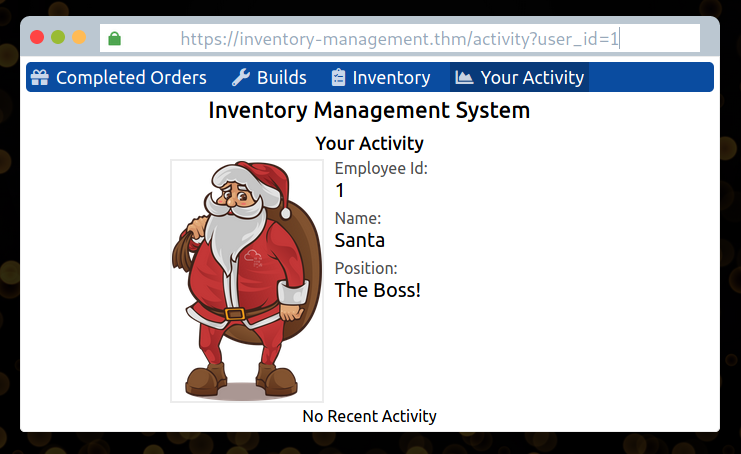 https://inventory-management.thm/activity?user_id=1
Completed Orders Builds Inventory Your Activity
Inventory Management System
Your Activity
Employee Id:
1
Name:
Santa
Position:
The Boss!
No Recent Activity